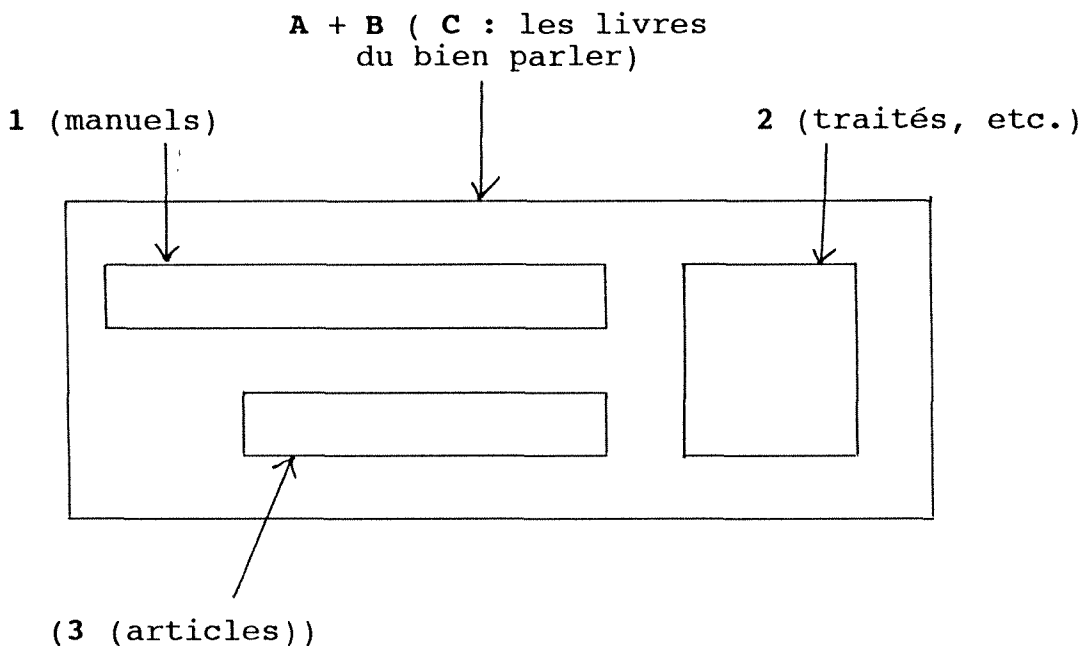 A + B ( C : les livres
du bien parler)
1 (manuels)
2 (traités, etc.)
(3 (articles))